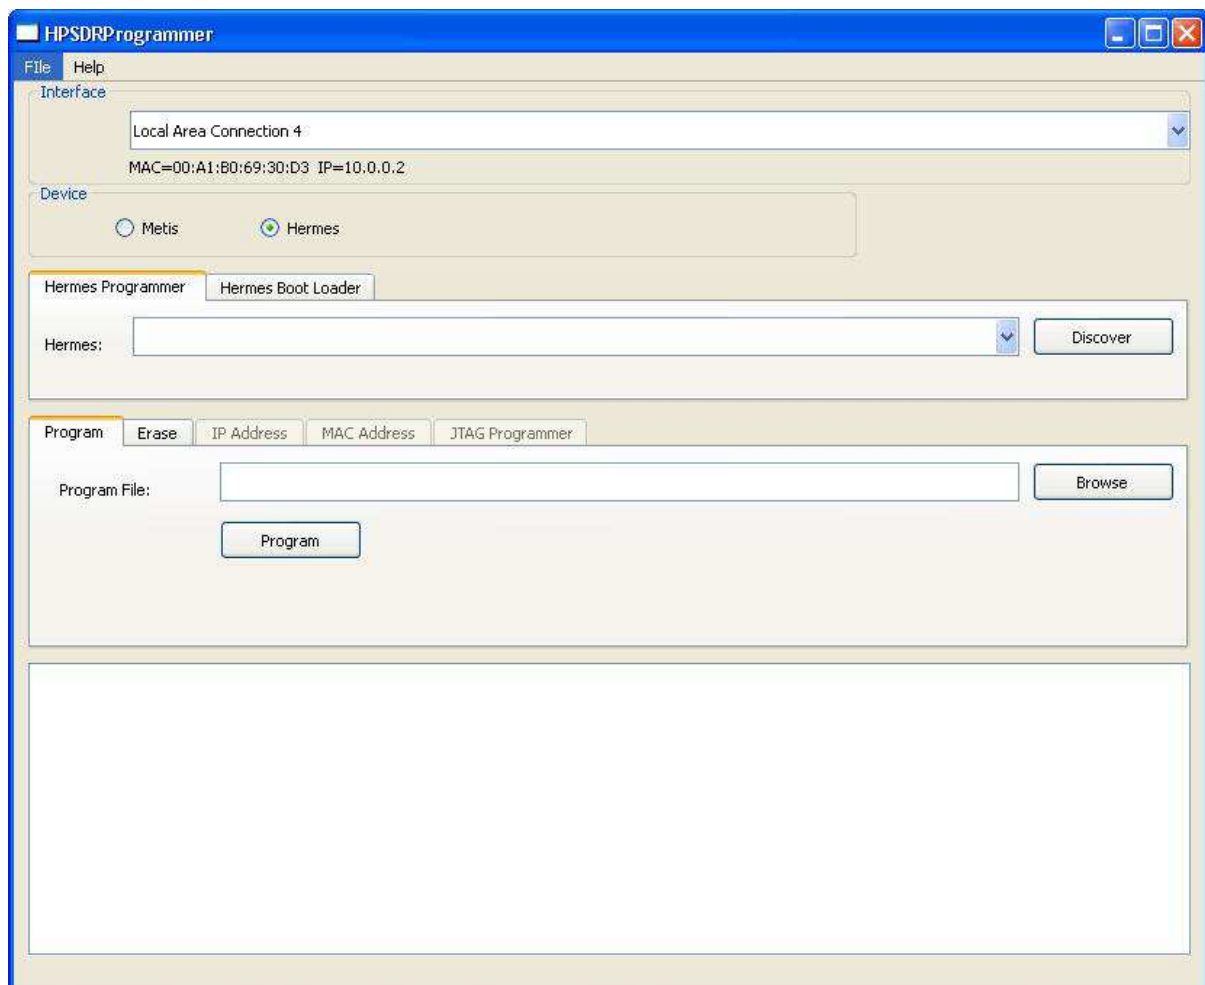 HPSDRProgrammer
FIle Help
Interface
Local Area Connection 4
MAC=00:A1:B0:69:30:D3 IP=10.0.0.2
Device
Metis Hermes
Hermes Programmer Hermes Boot Loader
Hermes: Discover
Program Erase IP Address MAC Address JTAG Programmer
Program File: Browse
Program